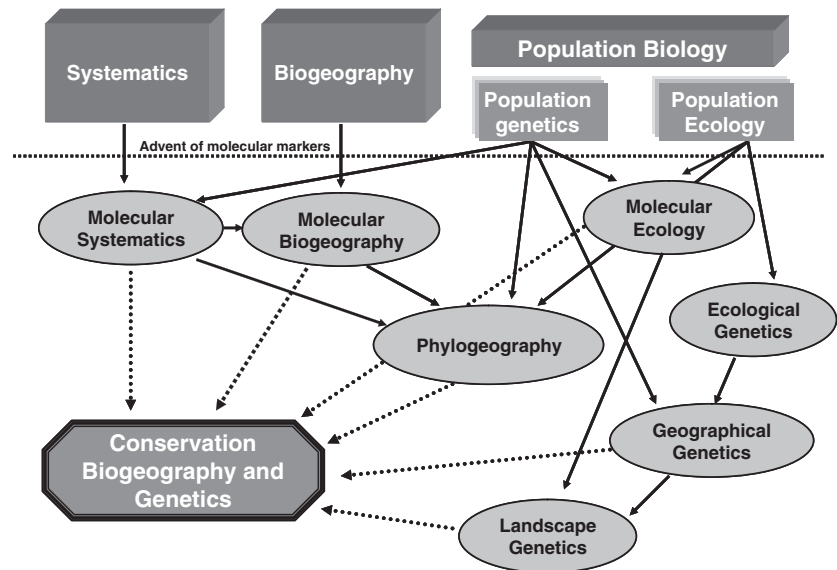 Systematics
Biogeography
Population Biology
Population
genetics
Population
Ecology
Advent of molecular markers
Molecular
Systematics
Molecular
Biogeography
Molecular
Ecology
Ecological
Genetics
Phylogeography
Geographical
Genetics
Conservation
Biogeography and
Genetics
Landscape
Genetics